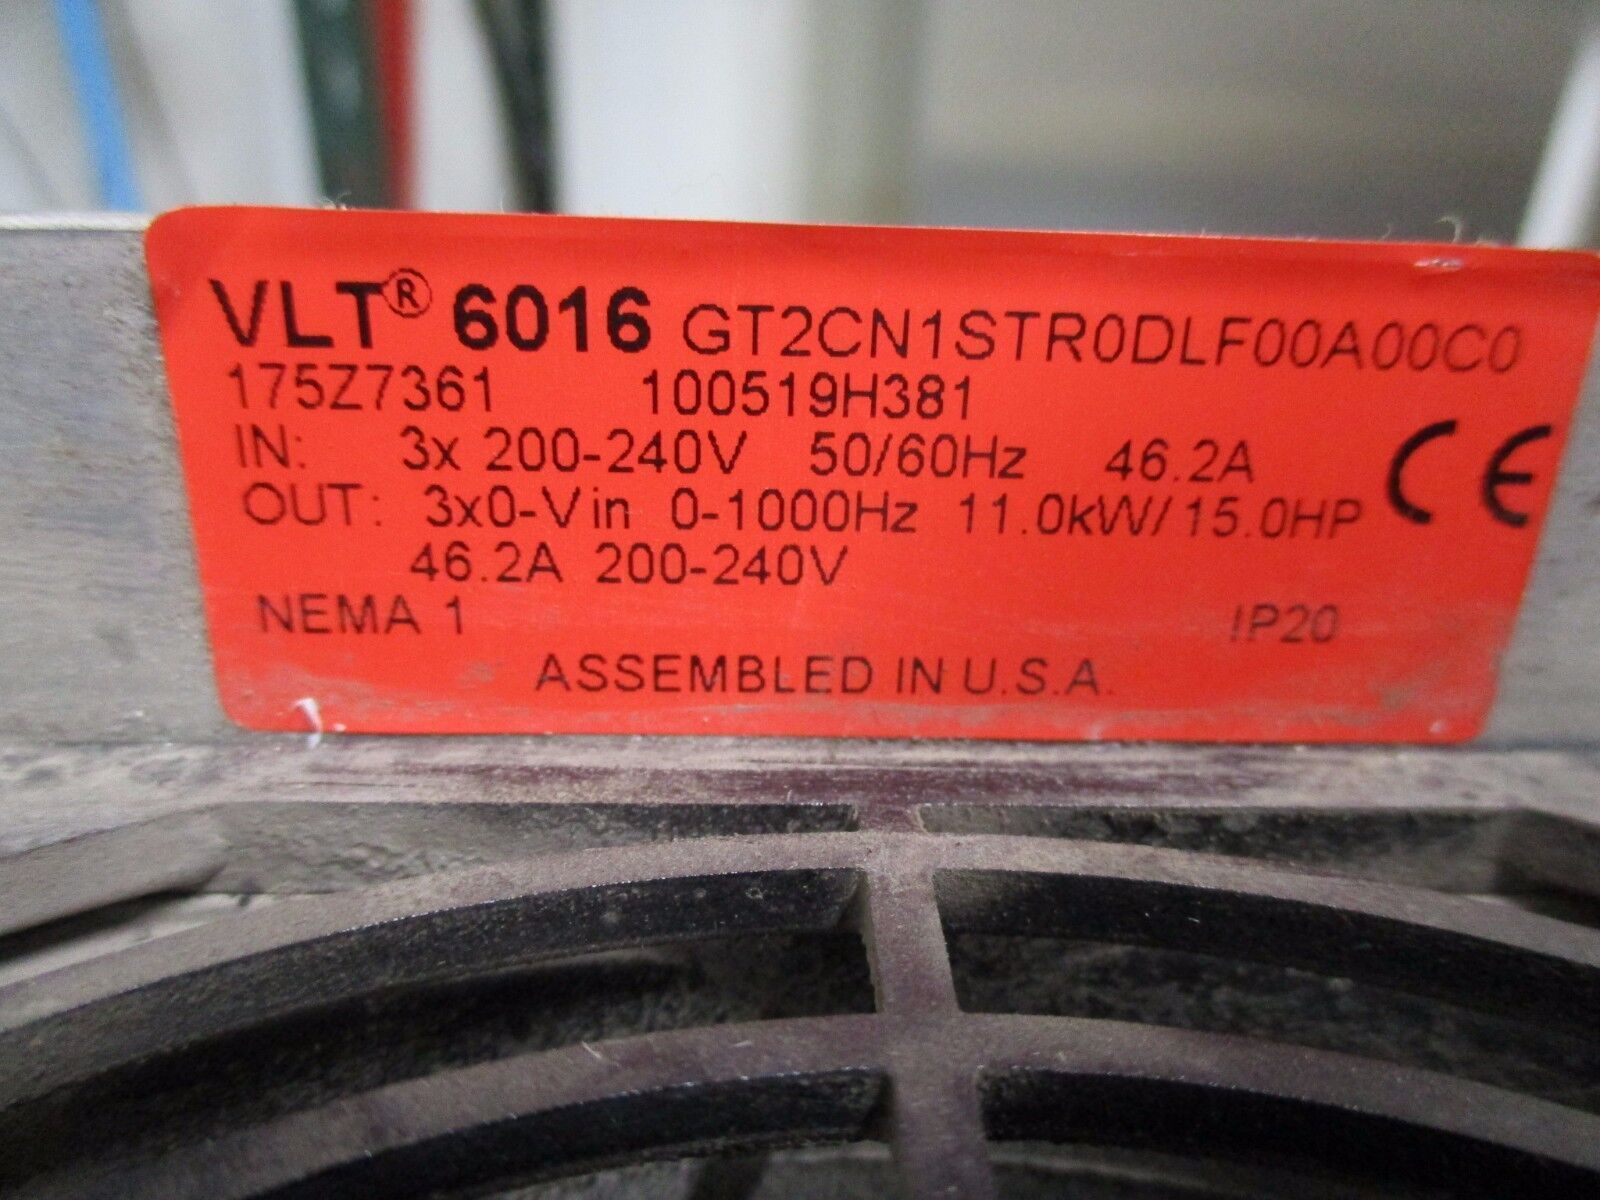 VLT® 6016 GT2CN1STR0DLF00A00C0
175Z7361 100519H381
IN: 3x 200-240V 50/60Hz 46.2A
OUT: 3x0-Vin 0-1000Hz 11.0kW/15.0HP
46.2A 200-240V
CE
NEMA 1 IP20
ASSEMBLED IN U.S.A.